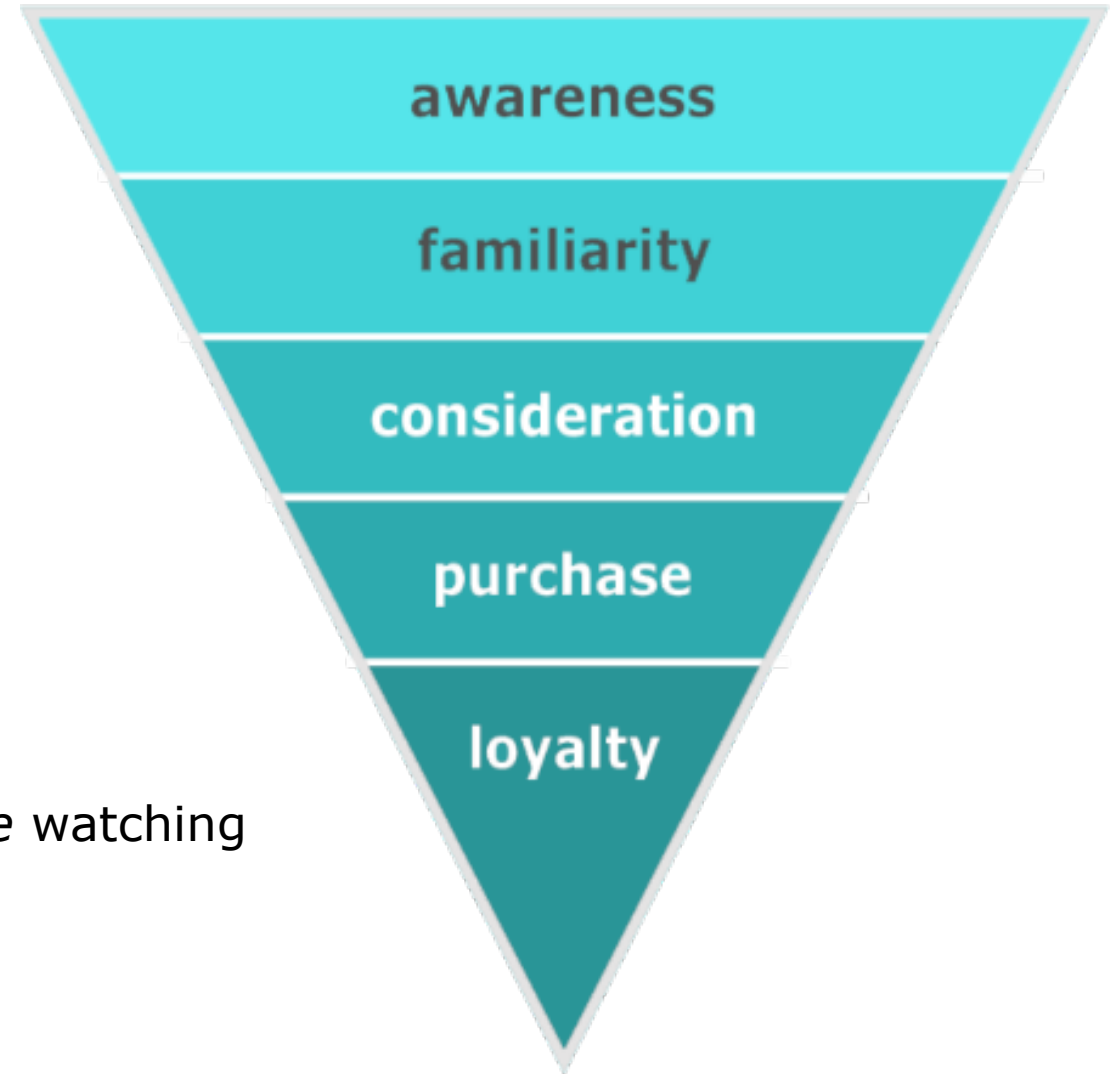 awareness
familiarity
consideration
purchase
loyalty
e watching